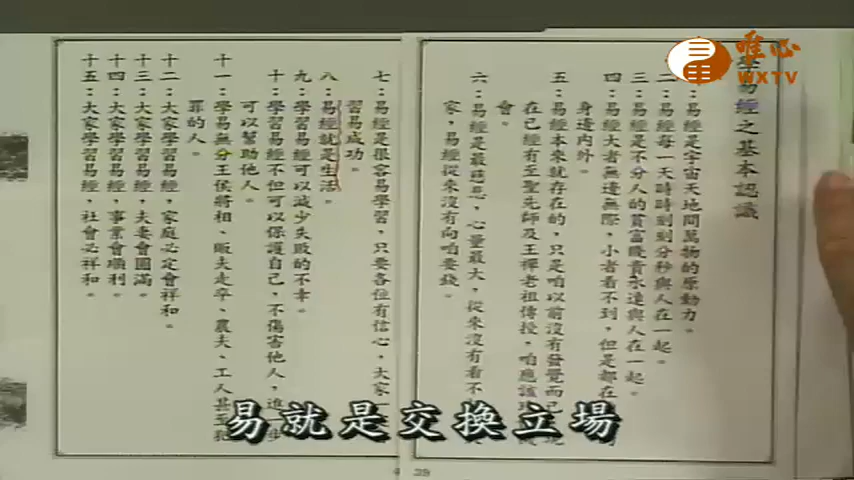 唯心
WXTV
學易經之基本認識
一：易經是宇宙天地間萬物的原動力。
二：易經每一天時時刻刻分秒與人在一起。
三：易經是不分人的貧富賤貴永遠與人在一起。
四：易經大者無邊無際，小者看不到，但是都在
身邊內外。
五：易經本來就存在的，只是咱以前沒有發覺而已
在已經有至聖先師及王禪老祖傳授，咱應該
會。
六：易經是最慈悲，心量最大，從來沒有看不
家，易經從來沒有向咱要錢。
七：易經是很容易學習，只要各位有信心，大家一
習易成功。
八：易經就是生活。
九：學習易經可以減少失敗的不幸。
十：學習易經不但可以保護自己，不傷害他人，進一步
可以幫助他人。
十一：學易無分王侯將相、販夫走卒、農夫、工人甚至犯
罪的人。
十二：大家學習易經，家庭必定會祥和。
十三：大家學習易經，夫妻會圓滿。
十四：大家學習易經，事業會順利。
十五：大家學習易經，社會必祥和。
易就是交換立場
39